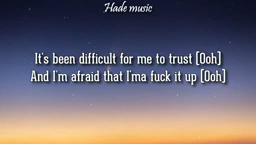 Hade music
It's been difficult for me to trust [Ooh]
And I'm afraid that I'ma fuck it up [Ooh]